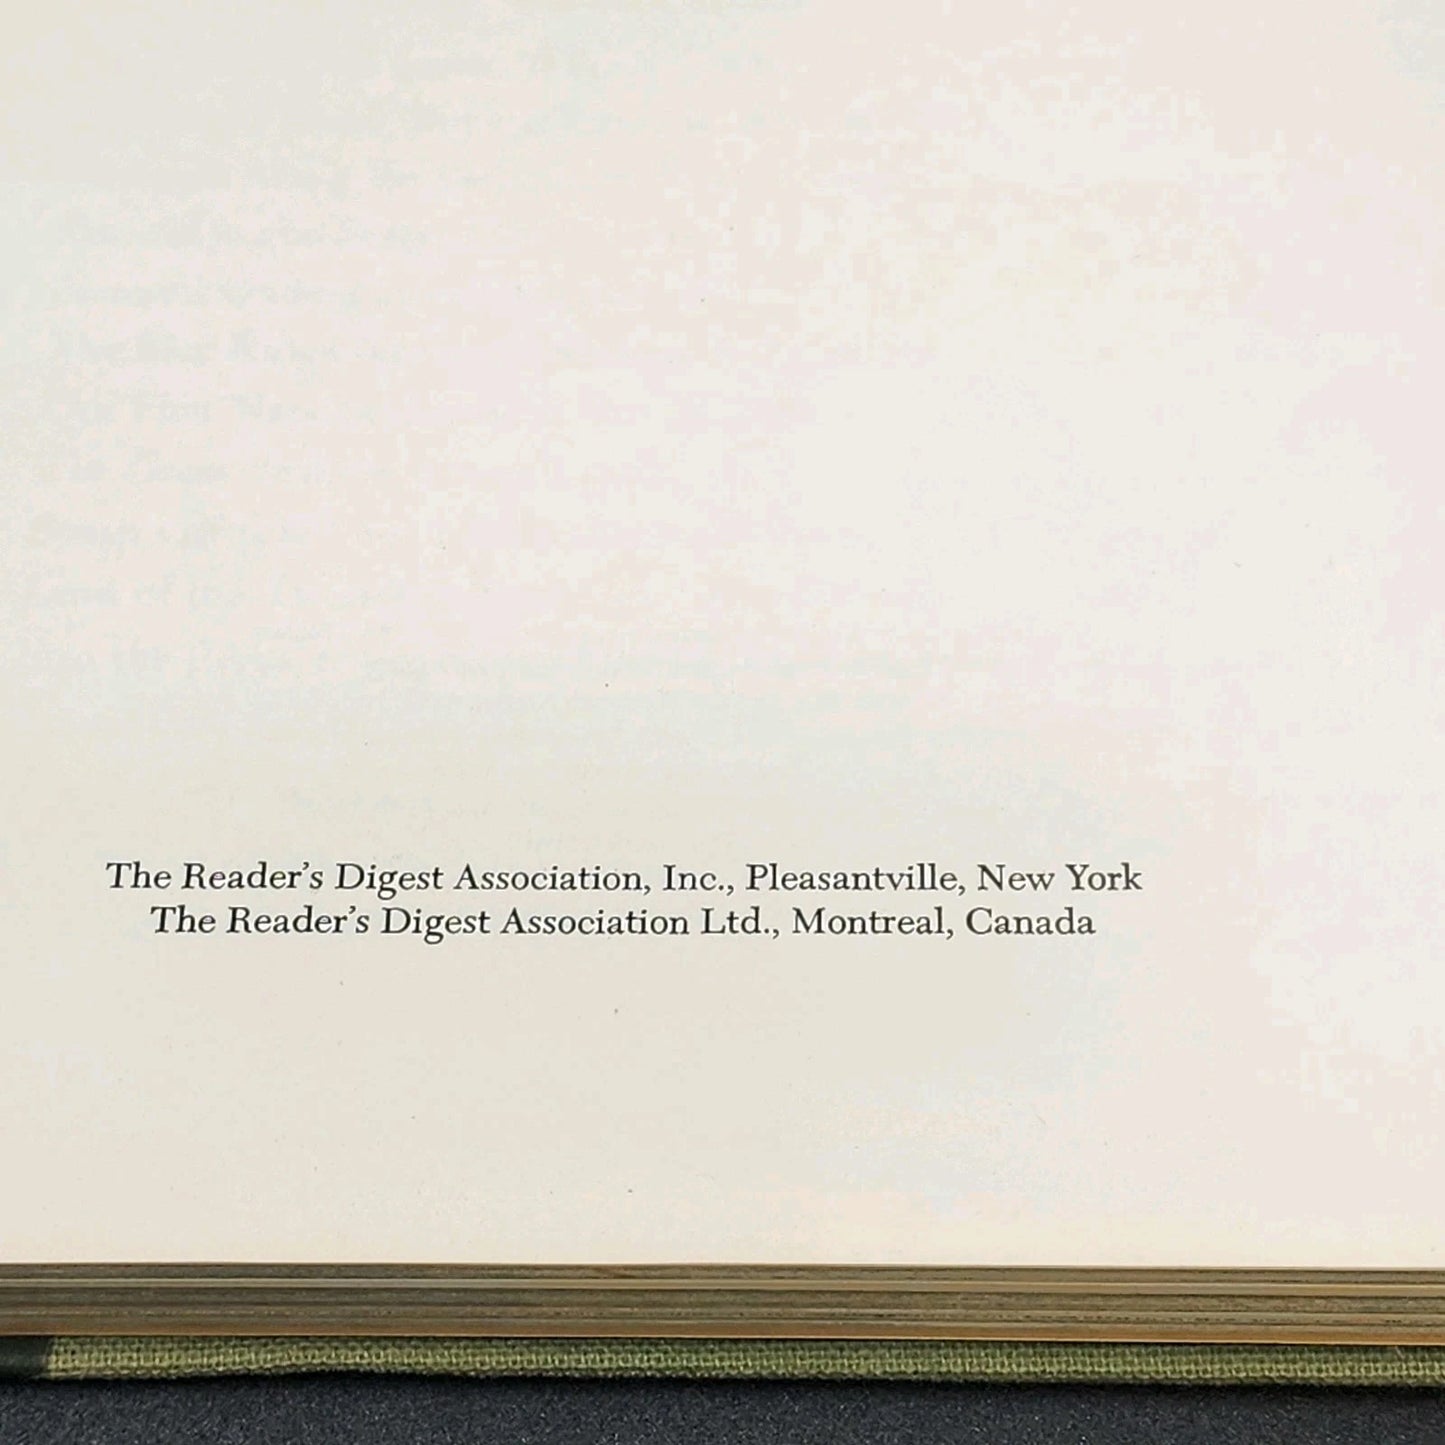 The Reader's Digest Association, Inc., Pleasantville, New York
The Reader's Digest Association Ltd., Montreal, Canada